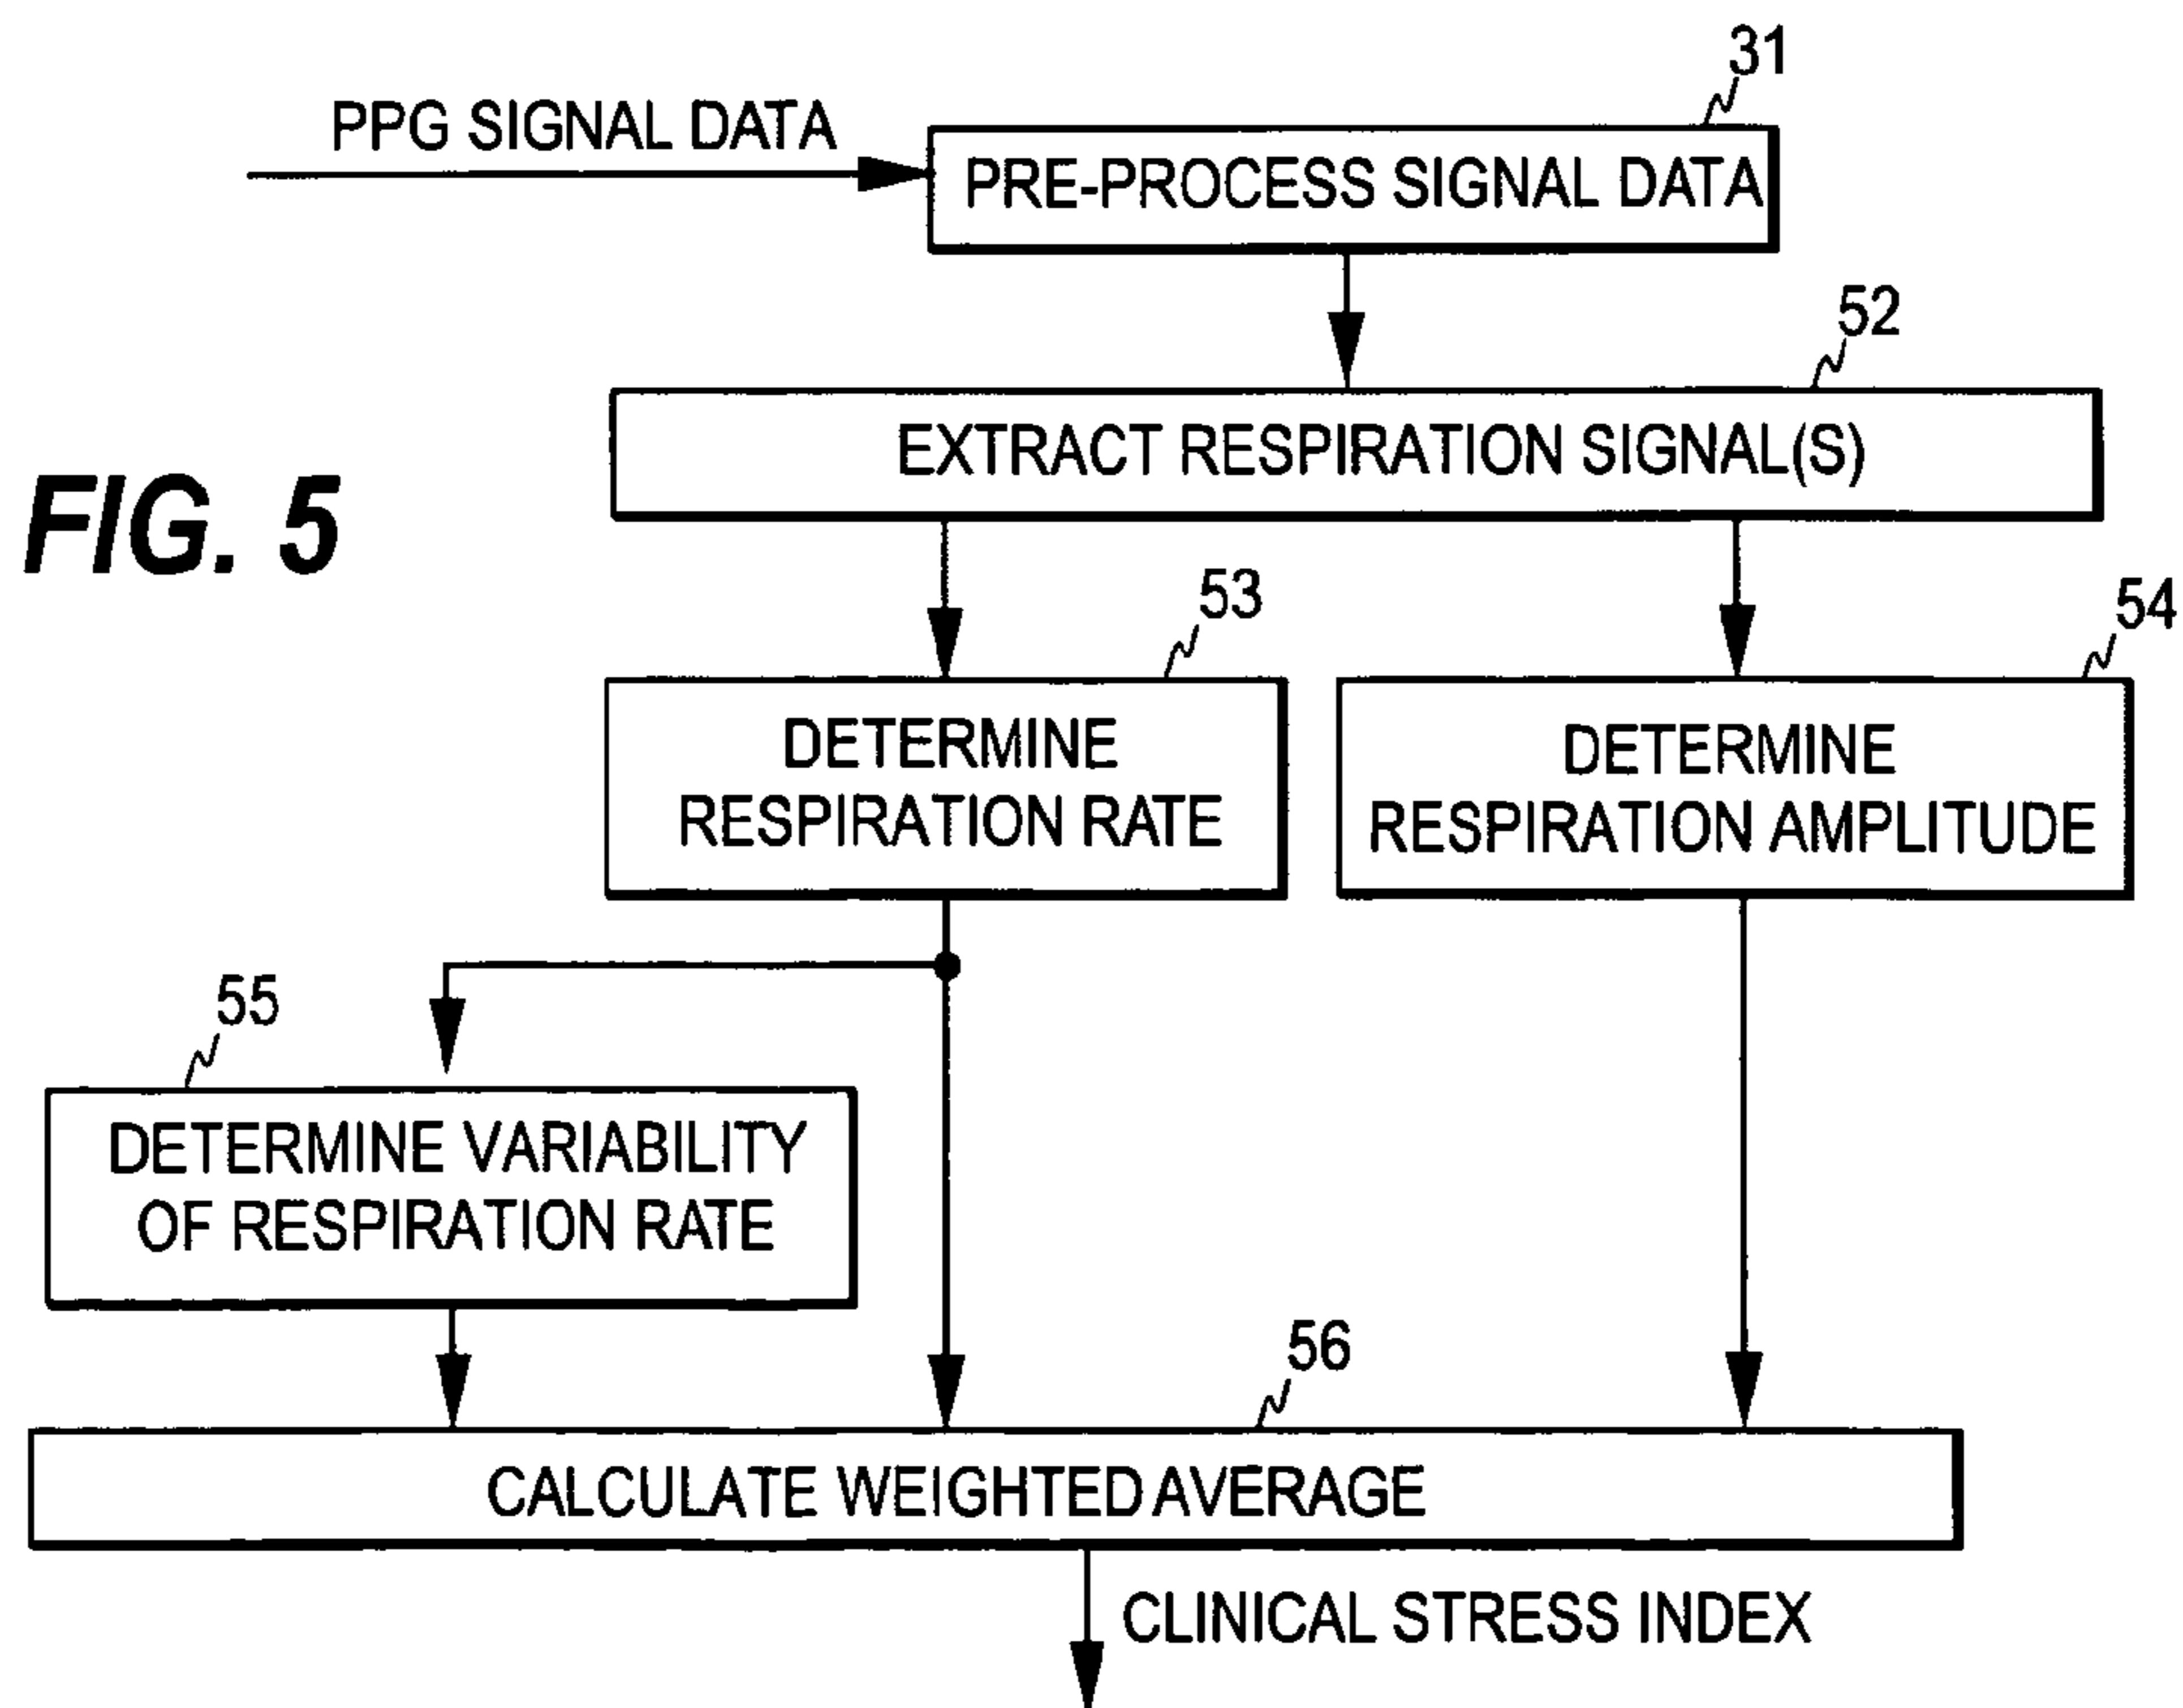 31
PPG SIGNAL DATA
PRE-PROCESS SIGNAL DATA
52
EXTRACT RESPIRATION SIGNAL(S)
FIG. 5
53
54
DETERMINE
RESPIRATION RATE
DETERMINE
RESPIRATION AMPLITUDE
55
DETERMINE VARIABILITY
OF RESPIRATION RATE
56
CALCULATE WEIGHTED AVERAGE
CLINICAL STRESS INDEX